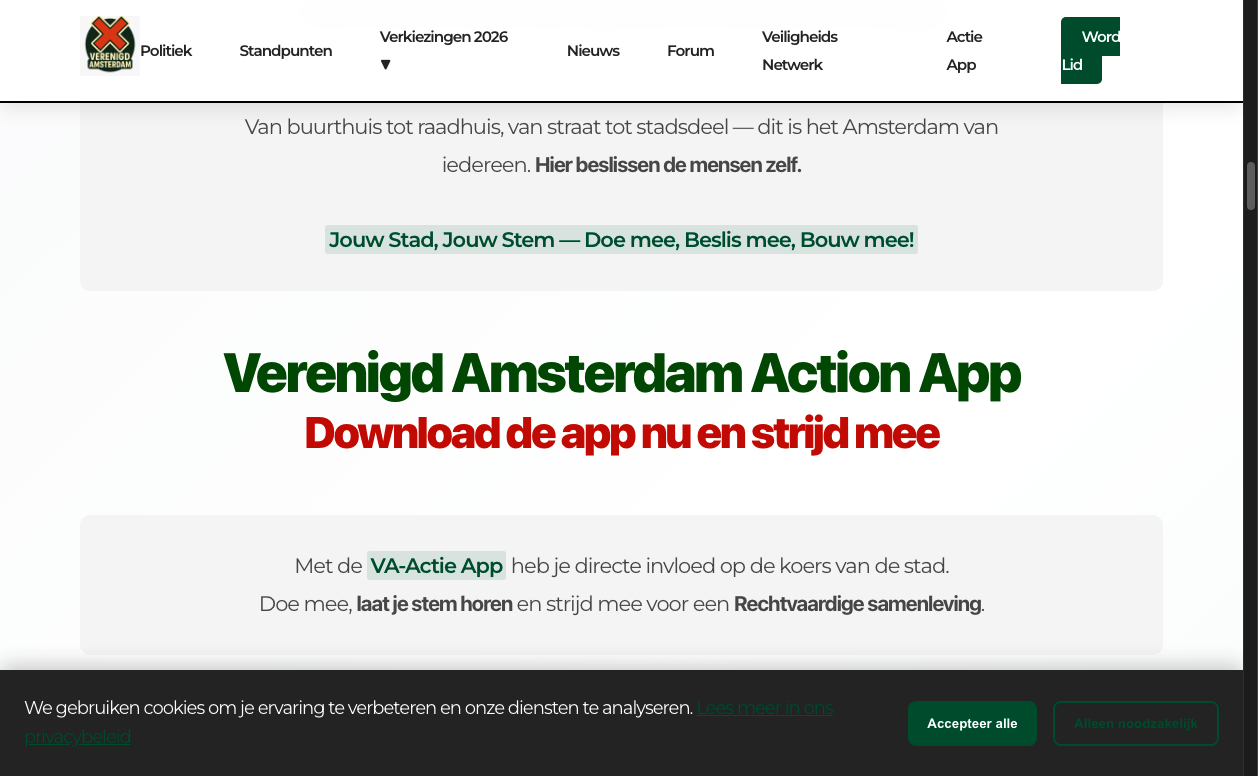 VERENIGD
AMSTERDAM
Politiek
Standpunten
Verkiezingen 2026
▼
Nieuws
Forum
Veiligheids
Netwerk
Actie
App
Word
Lid
Van buurthuis tot raadhuis, van straat tot stadsdeel — dit is het Amsterdam van
iedereen. Hier beslissen de mensen zelf.
Jouw Stad, Jouw Stem — Doe mee, Beslis mee, Bouw mee!
Verenigd Amsterdam Action App
Download de app nu en strijd mee
Met de VA-Actie App heb je directe invloed op de koers van de stad.
Doe mee, laat je stem horen en strijd mee voor een Rechtvaardige samenleving.
We gebruiken cookies om je ervaring te verbeteren en onze diensten te analyseren. Lees meer in ons
privacybeleid
Accepteer alle
Alleen noodzakelijk